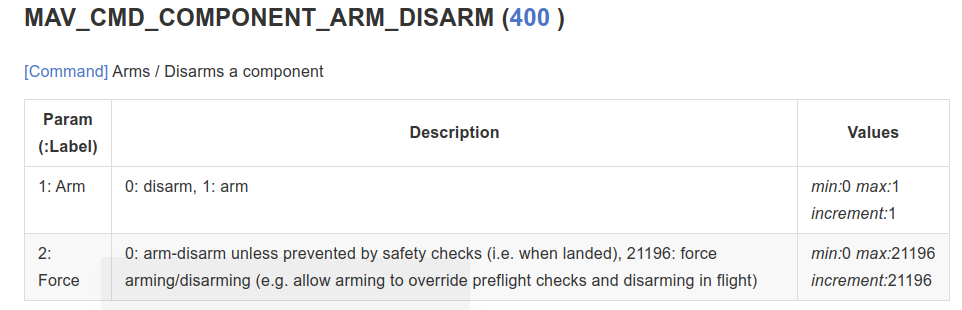 MAV_CMD_COMPONENT_ARM_DISARM (400 )
[Command] Arms / Disarms a component
Param (:Label) Description Values
1: Arm 0: disarm, 1: arm min:0 max:1
increment:1
2: 0: arm-disarm unless prevented by safety checks (i.e. when landed), 21196: force min:0 max:21196
Force arming/disarming (e.g. allow arming to override preflight checks and disarming in flight) increment:21196